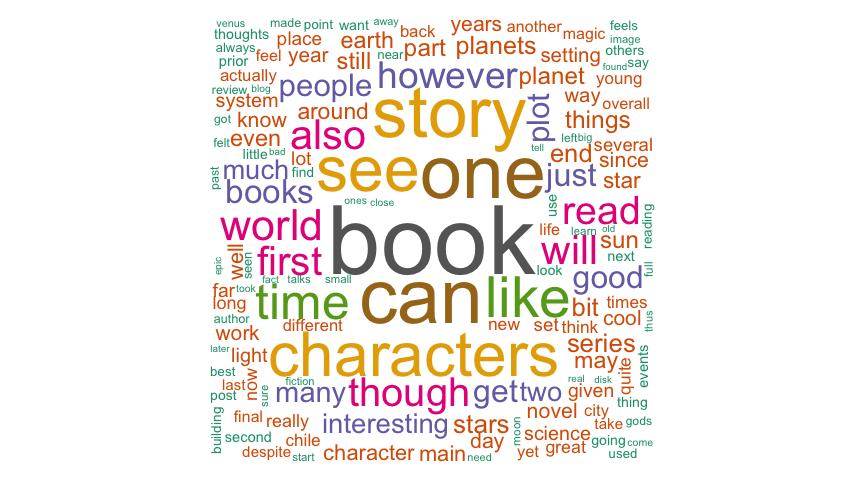 venus made point want away years another feels
thoughts place earth back magic image
always part planets others
prior feel year still near setting found say
actually people however planet young
review blog way overall
system around story plot things
got know also left big
felt even tell end several
little bad lot see one since
past much find just star
books ones close use read
world book life learn old reading
well first will sun
epic seen look next full
fact talks small good
far took time can like bit times
long cool thus
author different new set think
work characters series
later light may quite events
best now fiction many though get two real disk given
last sure thing
post interesting stars novel city
final really take gods
building second chile day moon science going come
despite start character main need yet great used